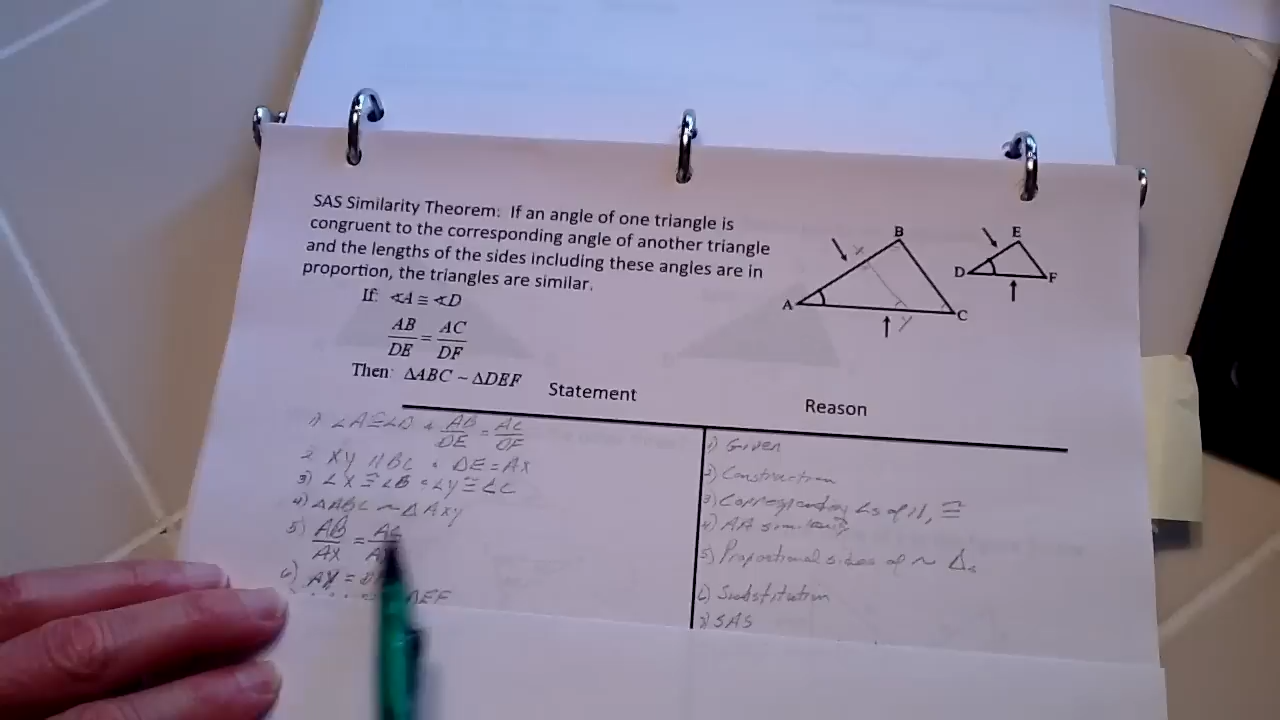 SAS Similarity Theorem: If an angle of one triangle is
congruent to the corresponding angle of another triangle
and the lengths of the sides including these angles are in
proportion, the triangles are similar.
If: ∢A ≅ ∢D
AB/DE = AC/DF
Then: ΔABC ~ ΔDEF
B
X
A
Y
C
E
D
F
Statement
Reason
1) ∠A ≅ ∠D & AB/DE = AC/DF
1) Given
2 XY // BC & DE = AX
2) Construction
3) ∠X ≅ ∠B & ∠Y ≅ ∠C
3) Corresponding ∠s of //, ≅
4) ΔABC ~ ΔAXY
4) AA similarity
5) AB/AX = AC
5) Proportional sides of ~ Δs
6) AY =
6) Substitution
DEF
7) SAS